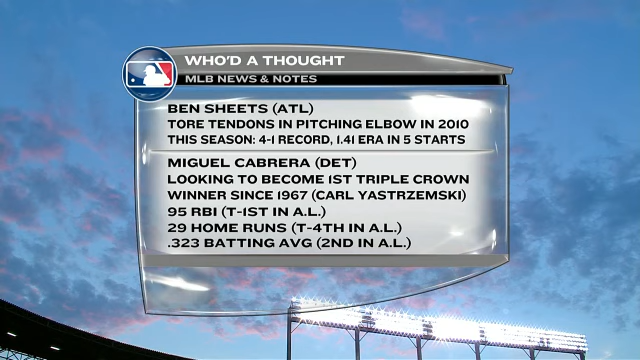 WHO'D A THOUGHT
MLB NEWS & NOTES
BEN SHEETS (ATL)
TORE TENDONS IN PITCHING ELBOW IN 2010
THIS SEASON: 4-1 RECORD, 1.41 ERA IN 5 STARTS
MIGUEL CABRERA (DET)
LOOKING TO BECOME 1ST TRIPLE CROWN
WINNER SINCE 1967 (CARL YASTRZEMSKI)
95 RBI (T-1ST IN A.L.)
29 HOME RUNS (T-4TH IN A.L.)
.323 BATTING AVG (2ND IN A.L.)